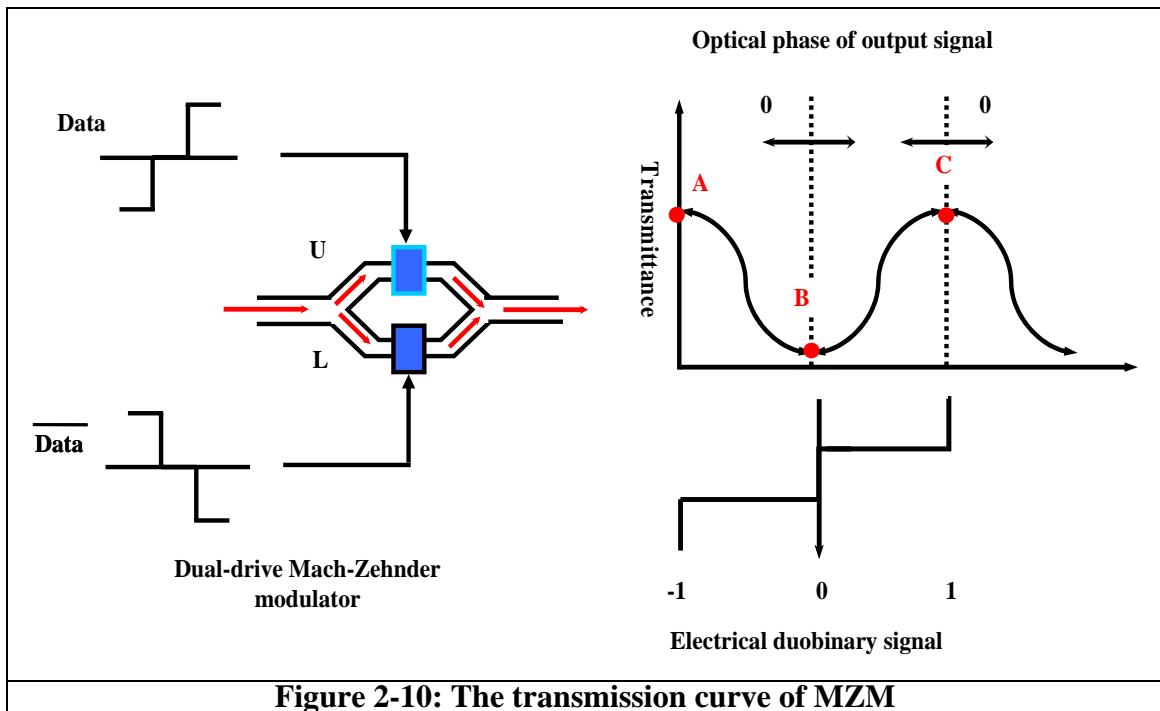 Optical phase of output signal
0
0
Data
Transmittance
A
C
U
B
L
Data
Dual-drive Mach-Zehnder
modulator
-1
0
1
Electrical duobinary signal
Figure 2-10: The transmission curve of MZM